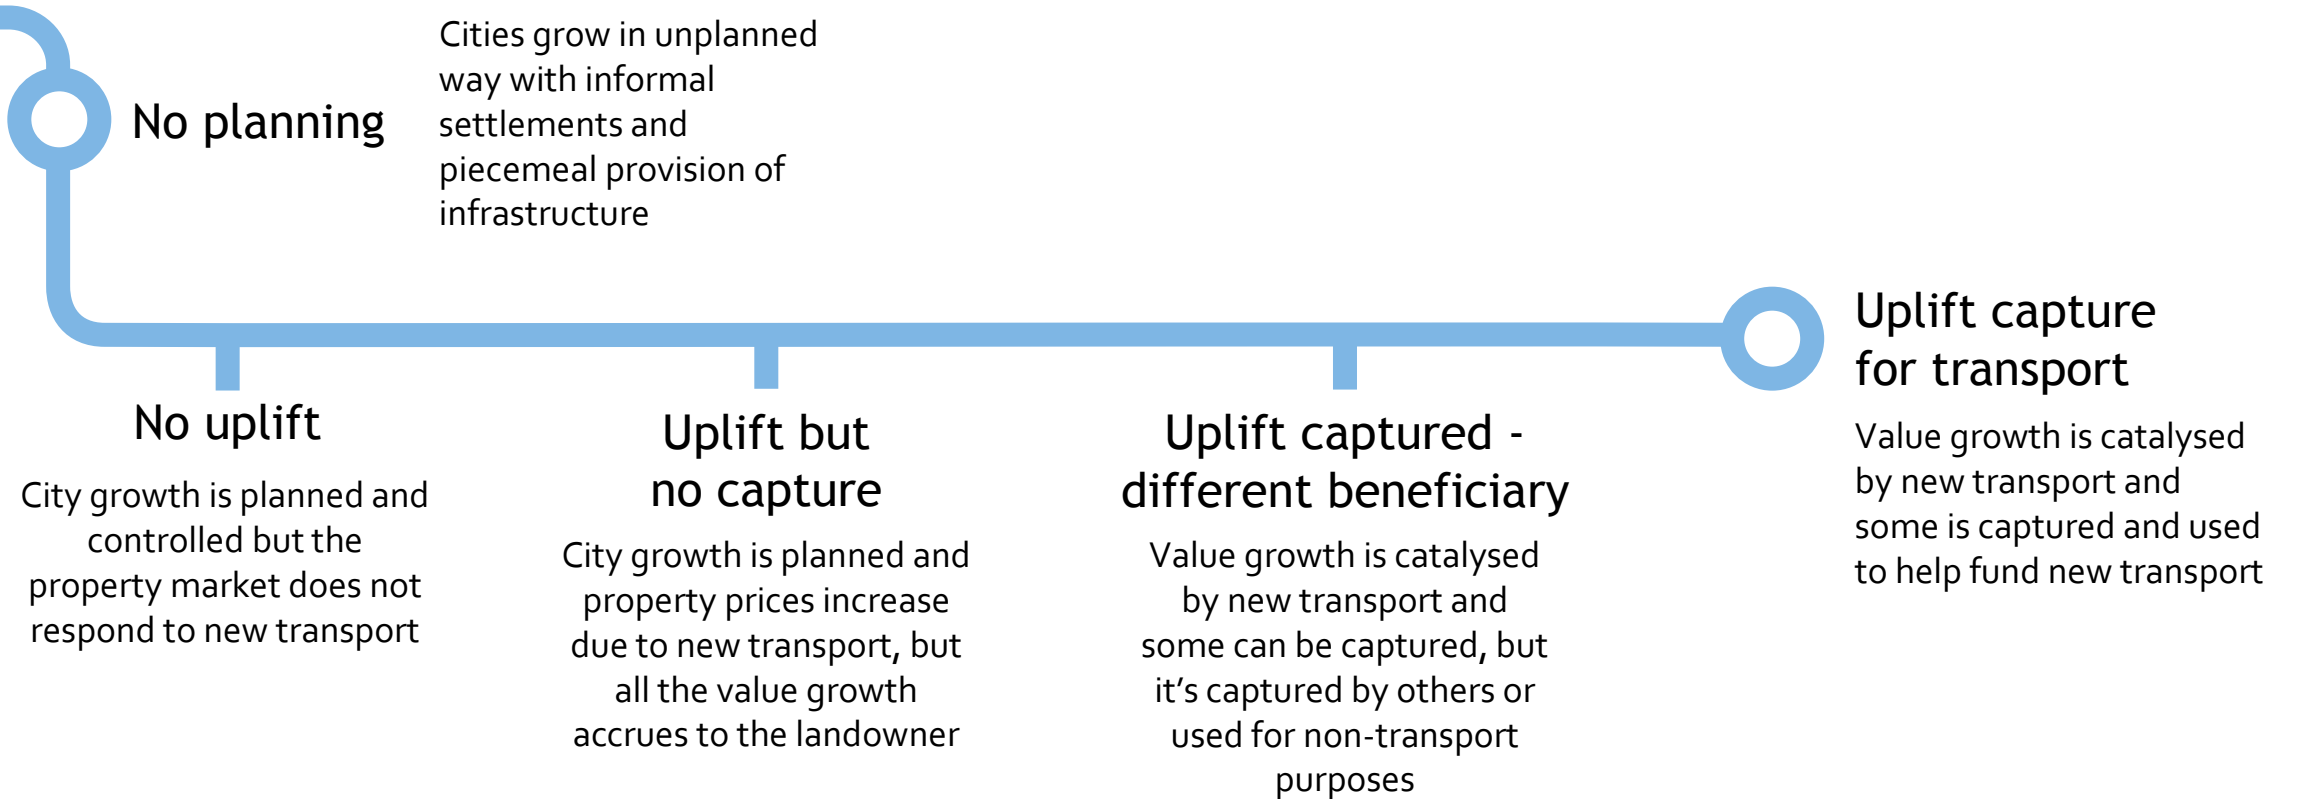 No planning
Cities grow in unplanned
way with informal
settlements and
piecemeal provision of
infrastructure
No uplift
City growth is planned and
controlled but the
property market does not
respond to new transport
Uplift but
no capture
City growth is planned and
property prices increase
due to new transport, but
all the value growth
accrues to the landowner
Uplift captured -
different beneficiary
Value growth is catalysed
by new transport and
some can be captured, but
it’s captured by others or
used for non-transport
purposes
Uplift capture
for transport
Value growth is catalysed
by new transport and
some is captured and used
to help fund new transport